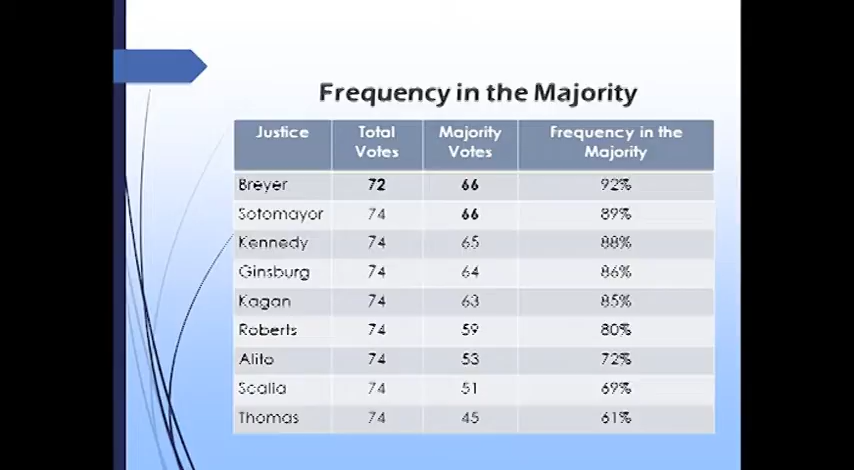 Frequency in the Majority
Justice Total Votes Majority Votes Frequency in the Majority
Breyer 72 66 92%
Sotomayor 74 66 89%
Kennedy 74 65 88%
Ginsburg 74 64 86%
Kagan 74 63 85%
Roberts 74 59 80%
Alito 74 53 72%
Scalia 74 51 69%
Thomas 74 45 61%